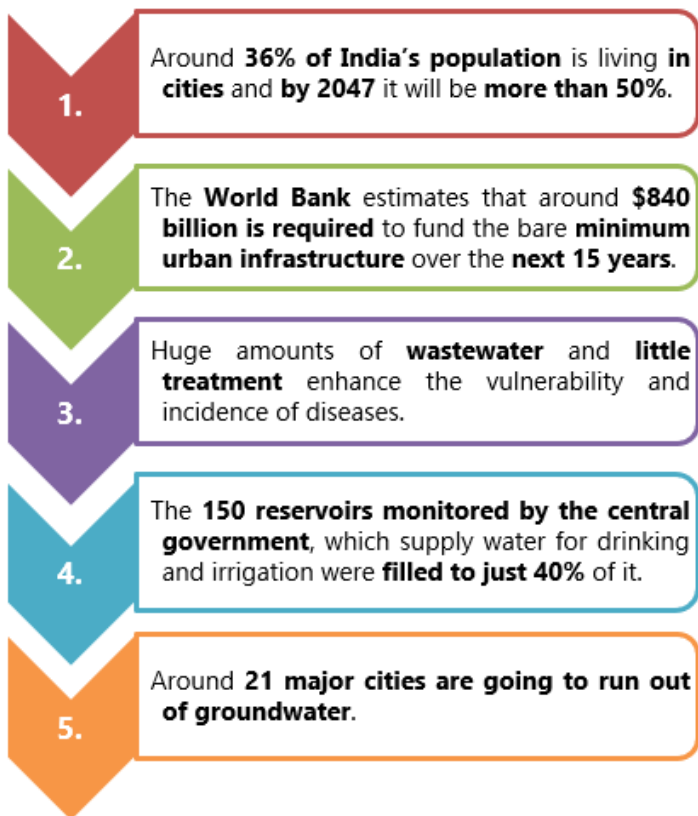 1.
Around 36% of India's population is living in
cities and by 2047 it will be more than 50%.
2.
The World Bank estimates that around $840
billion is required to fund the bare minimum
urban infrastructure over the next 15 years.
3.
Huge amounts of wastewater and little
treatment enhance the vulnerability and
incidence of diseases.
4.
The 150 reservoirs monitored by the central
government, which supply water for drinking
and irrigation were filled to just 40% of it.
5.
Around 21 major cities are going to run out
of groundwater.